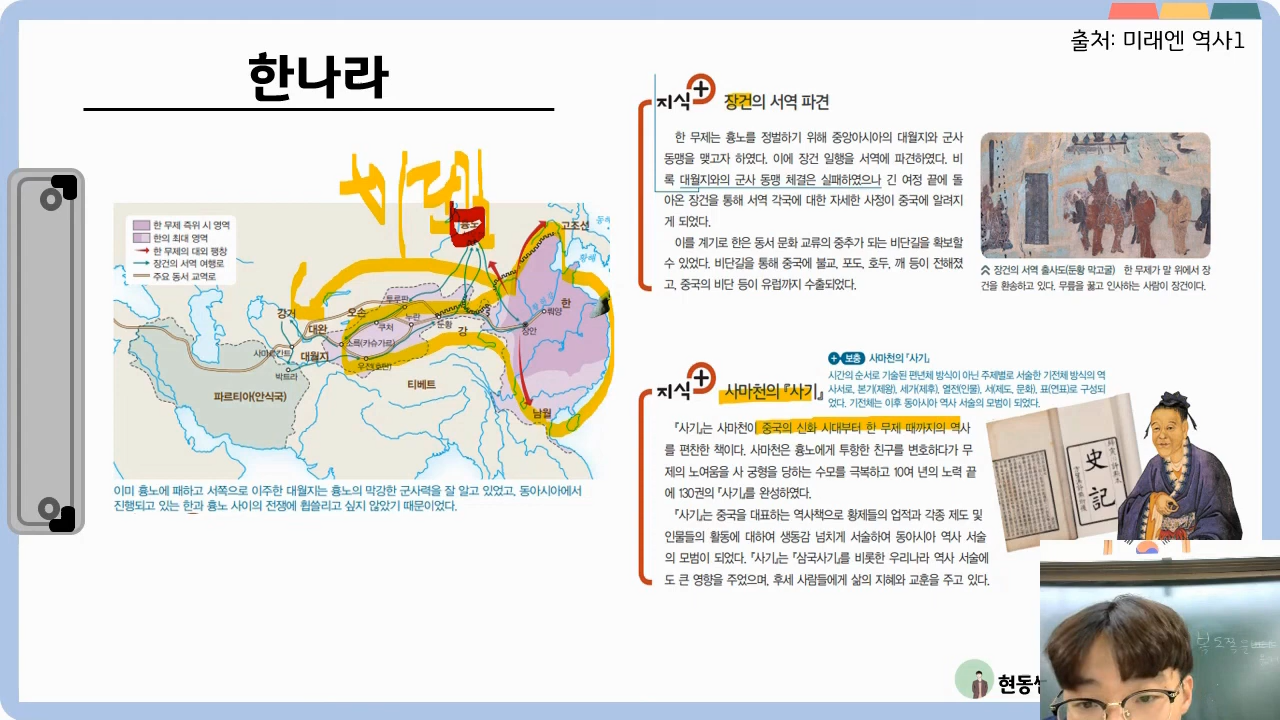 출처: 미래엔 역사1
한나라
비단길
한 무제 즉위 시 영역
한의 최대 영역
한 무제의 대외 팽창
장건의 서역 여행로
주요 동서 교역로
흉노
고조선
동해
황해
한
뤄양
장안
강거
오손
투루판
쿠처
누란
둔황
강
대완
사마르칸트
대월지
소륵(카슈가르)
우전(호탄)
박트라
파르티아(안식국)
티베트
남월
이미 흉노에 패하고 서쪽으로 이주한 대월지는 흉노의 막강한 군사력을 잘 알고 있었고, 동아시아에서
진행되고 있는 한과 흉노 사이의 전쟁에 휩쓸리고 싶지 않았기 때문이었다.
지식+ 장건의 서역 파견
한 무제는 흉노를 정벌하기 위해 중앙아시아의 대월지와 군사
동맹을 맺고자 하였다. 이에 장건 일행을 서역에 파견하였다. 비
록 대월지와의 군사 동맹 체결은 실패하였으나 긴 여정 끝에 돌
아온 장건을 통해 서역 각국에 대한 자세한 사정이 중국에 알려지
게 되었다.
이를 계기로 한은 동서 문화 교류의 중추가 되는 비단길을 확보할
수 있었다. 비단길을 통해 중국에 불교, 포도, 호두, 깨 등이 전해졌
고, 중국의 비단 등이 유럽까지 수출되었다.
장건의 서역 출사도(둔황 막고굴) 한 무제가 말 위에서 장
건을 환송하고 있다. 무릎을 꿇고 인사하는 사람이 장건이다.
지식+ 사마천의 『사기』
+보충 사마천의 『사기』
시간의 순서로 기술된 편년체 방식이 아닌 주제별로 서술한 기전체 방식의 역
사서로, 본기(제왕), 세가(제후), 열전(인물), 서(제도, 문화), 표(연표)로 구성되
었다. 기전체는 이후 동아시아 역사 서술의 모범이 되었다.
『사기』는 사마천이 중국의 신화 시대부터 한 무제 때까지의 역사
를 편찬한 책이다. 사마천은 흉노에게 투항한 친구를 변호하다가 무
제의 노여움을 사 궁형을 당하는 수모를 극복하고 10여 년의 노력 끝
에 130권의 『사기』를 완성하였다.
『사기』는 중국을 대표하는 역사책으로 황제들의 업적과 각종 제도 및
인물들의 활동에 대하여 생동감 넘치게 서술하여 동아시아 역사 서술
의 모범이 되었다. 『사기』는 『삼국사기』를 비롯한 우리나라 역사 서술에
도 큰 영향을 주었으며, 후세 사람들에게 삶의 지혜와 교훈을 주고 있다.
史記
현동